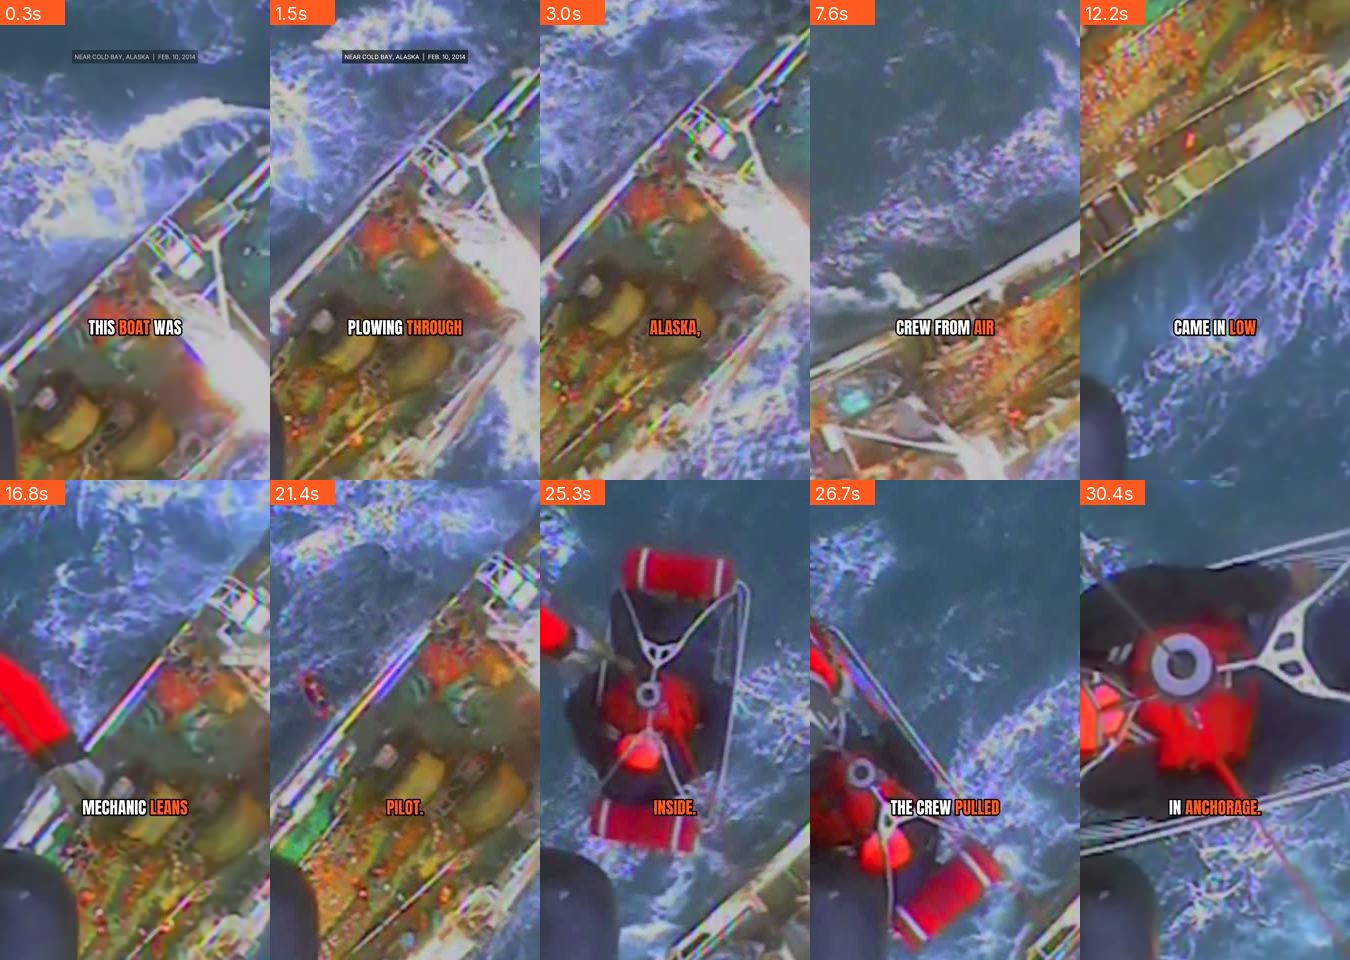 0.3s
NEAR COLD BAY, ALASKA | FEB. 10, 2014
THIS BOAT WAS
1.5s
NEAR COLD BAY, ALASKA | FEB. 10, 2014
PLOWING THROUGH
3.0s
ALASKA,
7.6s
CREW FROM AIR
12.2s
CAME IN LOW
16.8s
MECHANIC LEANS
21.4s
PILOT.
25.3s
INSIDE.
26.7s
THE CREW PULLED
30.4s
IN ANCHORAGE.